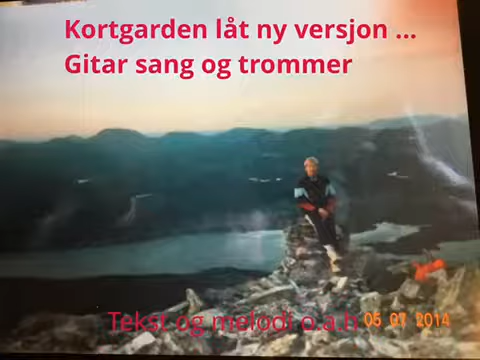 Kortgarden låt ny versjon ...
Gitar sang og trommer
Tekst og melodi o.a.h
05 07 2014